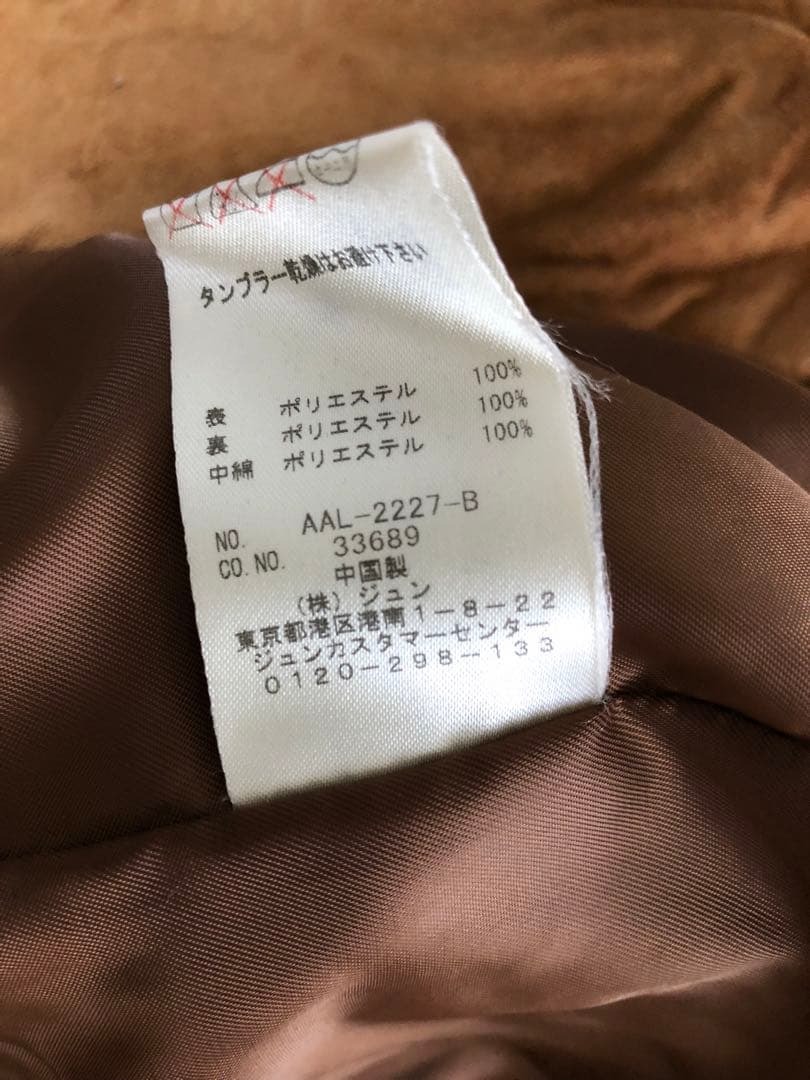 タンブラー乾燥はお避け下さい
表 ポリエステル 100%
裏 ポリエステル 100%
中綿 ポリエステル 100%
NO. AAL-2227-B
CO.NO. 33689
中国製
(株)ジュン
東京都港区港南1-8-22
ジュンカスタマーセンター
0120-298-133